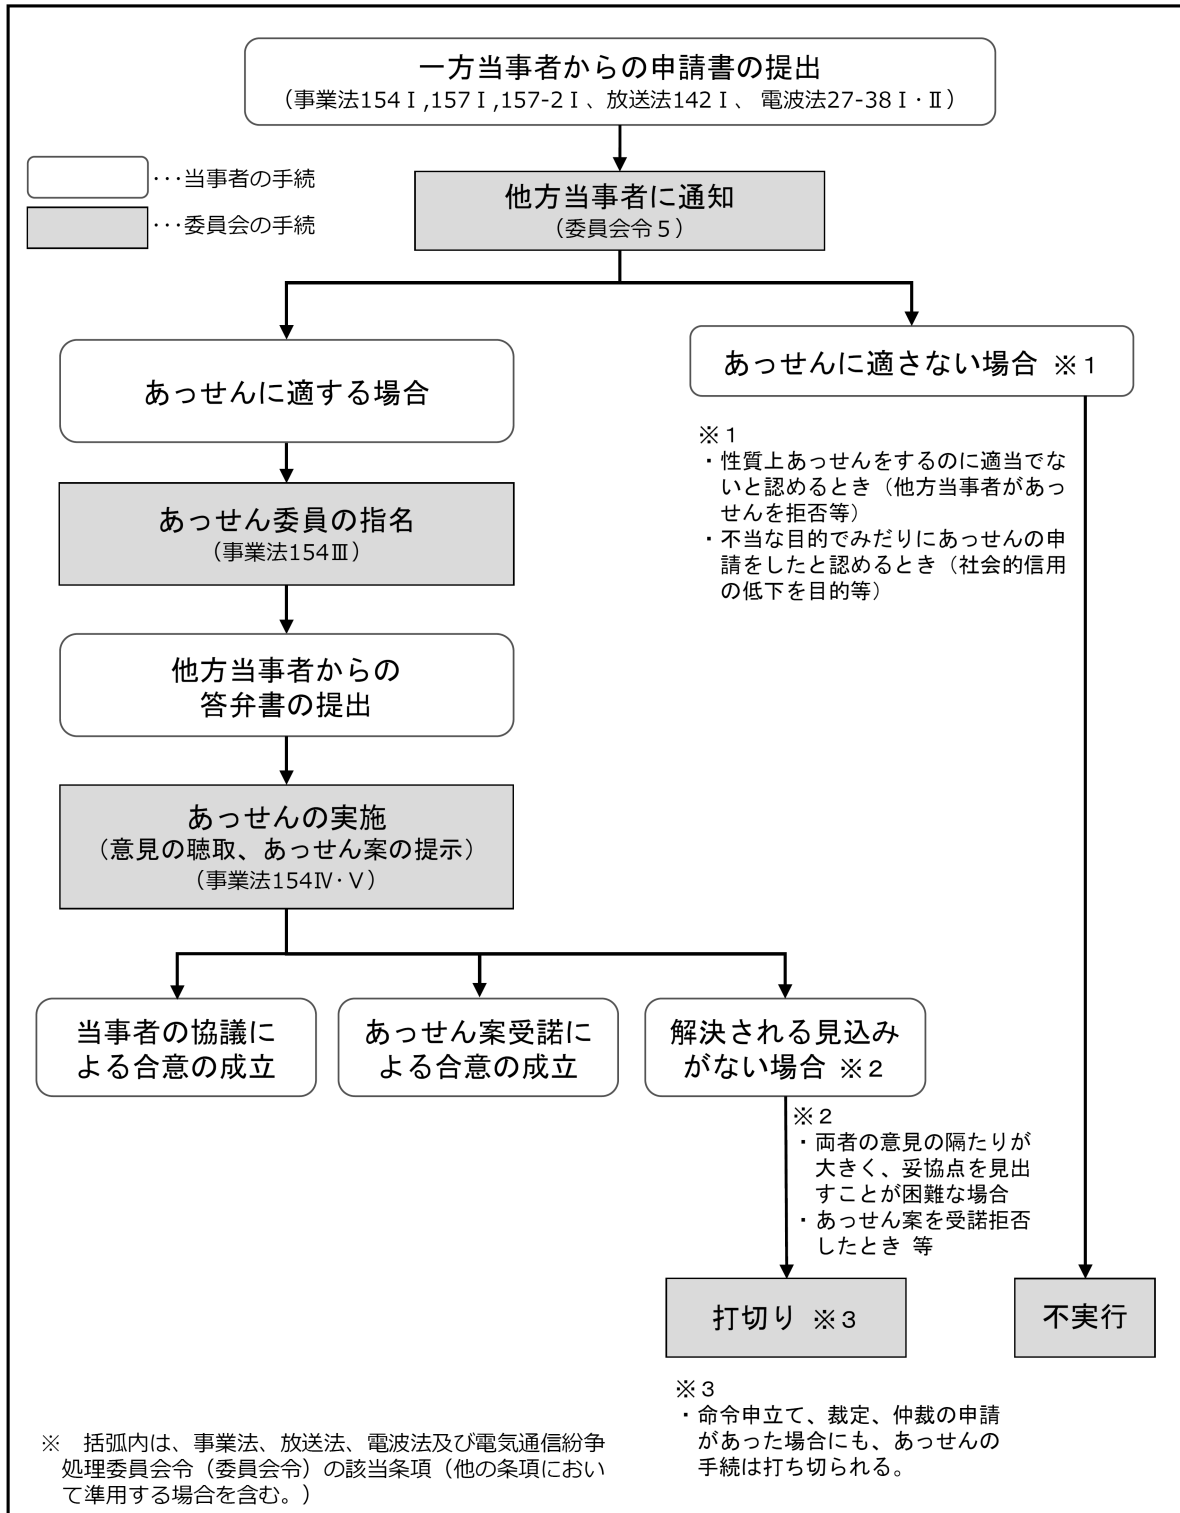 一方当事者からの申請書の提出
（事業法154Ⅰ,157Ⅰ,157-2Ⅰ、放送法142Ⅰ、 電波法27-38Ⅰ・Ⅱ）
･･･当事者の手続
･･･委員会の手続
他方当事者に通知
（委員会令５）
あっせんに適する場合
あっせんに適さない場合 ※１
※１
・性質上あっせんをするのに適当でな
いと認めるとき（他方当事者があっ
せんを拒否等）
・不当な目的でみだりにあっせんの申
請をしたと認めるとき（社会的信用
の低下を目的等）
あっせん委員の指名
（事業法154Ⅲ）
他方当事者からの
答弁書の提出
あっせんの実施
（意見の聴取、あっせん案の提示）
（事業法154Ⅳ・Ⅴ）
当事者の協議に
よる合意の成立
あっせん案受諾に
よる合意の成立
解決される見込み
がない場合 ※２
※２
・両者の意見の隔たりが
大きく、妥協点を見出
すことが困難な場合
・あっせん案を受諾拒否
したとき 等
打切り ※３
不実行
※３
・命令申立て、裁定、仲裁の申請
があった場合にも、あっせんの
手続は打ち切られる。
※　括弧内は、事業法、放送法、電波法及び電気通信紛争
処理委員会令（委員会令）の該当条項（他の条項におい
て準用する場合を含む。）